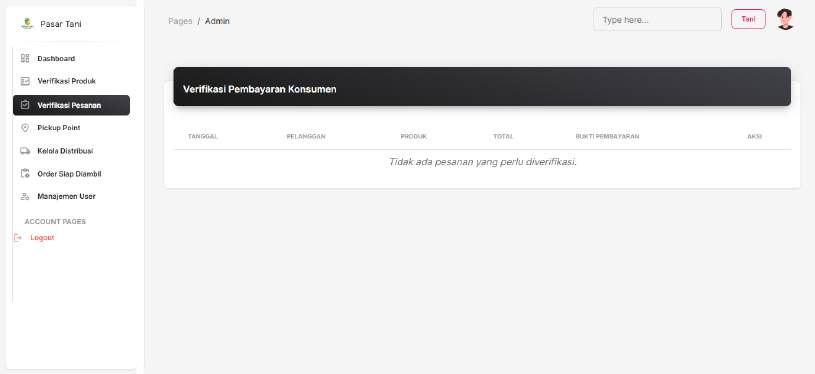 Pasar Tani
Dashboard
Verifikasi Produk
Verifikasi Pesanan
Pickup Point
Kelola Distribusi
Order Siap Diambil
Manajemen User
ACCOUNT PAGES
Logout
Pages / Admin
Type here...
Tani
Verifikasi Pembayaran Konsumen
TANGGAL PELANGGAN PRODUK TOTAL BUKTI PEMBAYARAN AKSI
Tidak ada pesanan yang perlu diverifikasi.